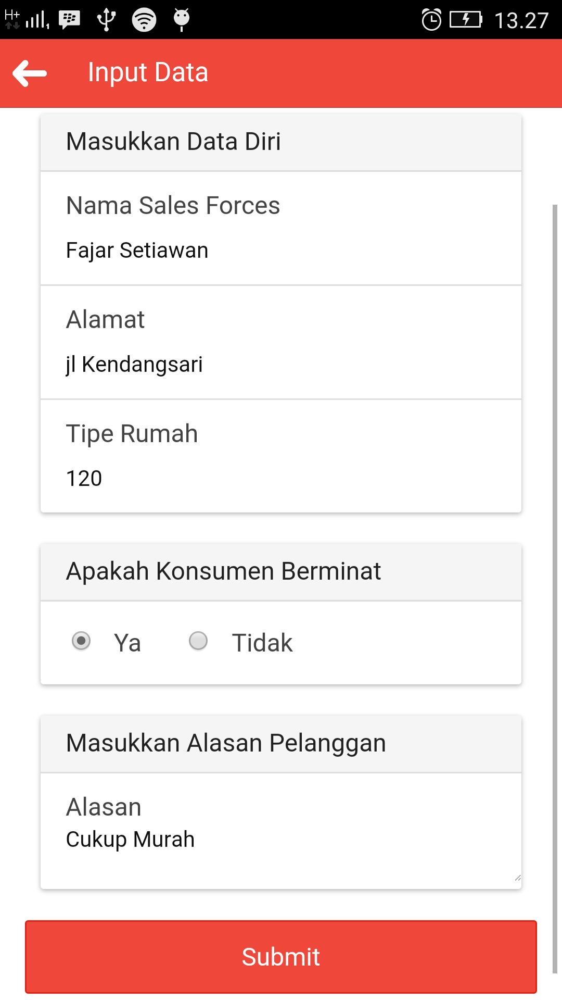 H+
13.27
Input Data
Masukkan Data Diri
Nama Sales Forces
Fajar Setiawan
Alamat
jl Kendangsari
Tipe Rumah
120
Apakah Konsumen Berminat
Ya Tidak
Masukkan Alasan Pelanggan
Alasan
Cukup Murah
Submit